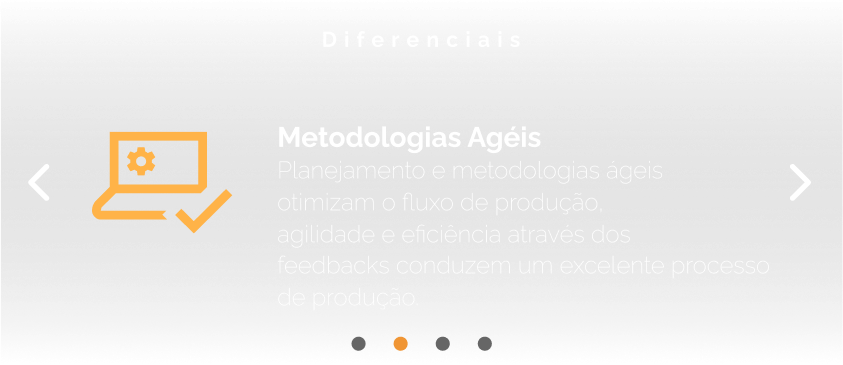 Diferenciais
Metodologias Agéis
Planejamento e metodologias ágeis
otimizam o fluxo de produção,
agilidade e eficiência através dos
feedbacks conduzem um excelente processo
de produção